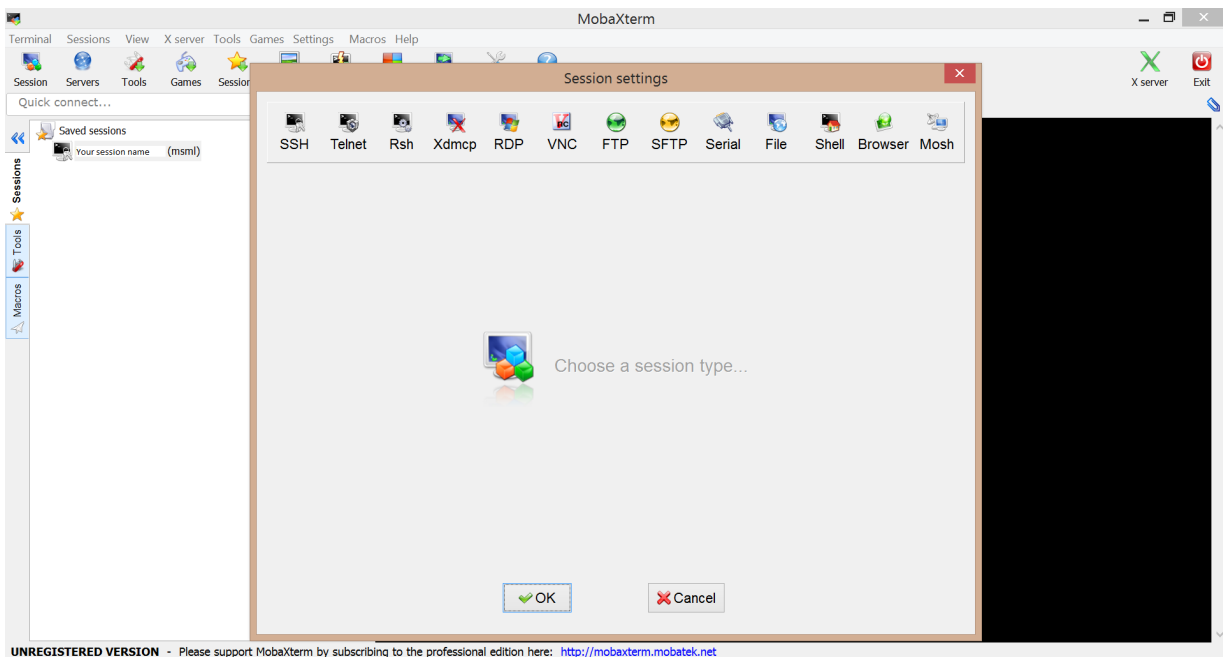 MobaXterm
Terminal Sessions View X server Tools Games Settings Macros Help
Session Servers Tools Games Session
X server Exit
Quick connect...
Session settings
Saved sessions
Your session name (msml)
Sessions
Tools
Macros
SSH Telnet Rsh Xdmcp RDP VNC FTP SFTP Serial File Shell Browser Mosh
Choose a session type...
OK Cancel
UNREGISTERED VERSION - Please support MobaXterm by subscribing to the professional edition here: http://mobaxterm.mobatek.net